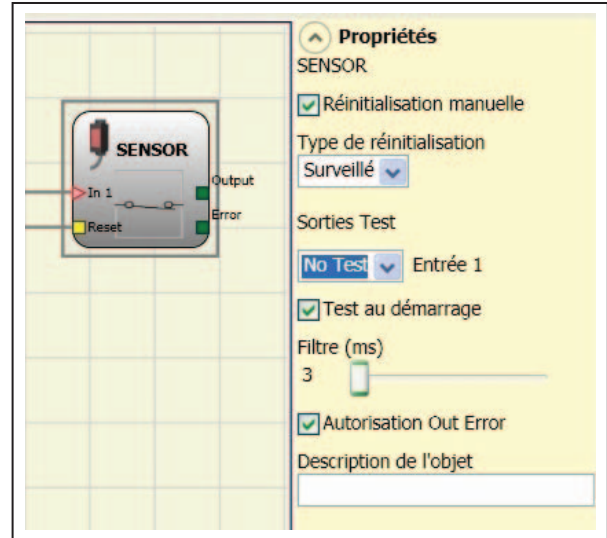 SENSOR
In 1
Output
Reset
Error
Propriétés
SENSOR
Réinitialisation manuelle
Type de réinitialisation
Surveillé
Sorties Test
No Test Entrée 1
Test au démarrage
Filtre (ms)
3
Autorisation Out Error
Description de l'objet